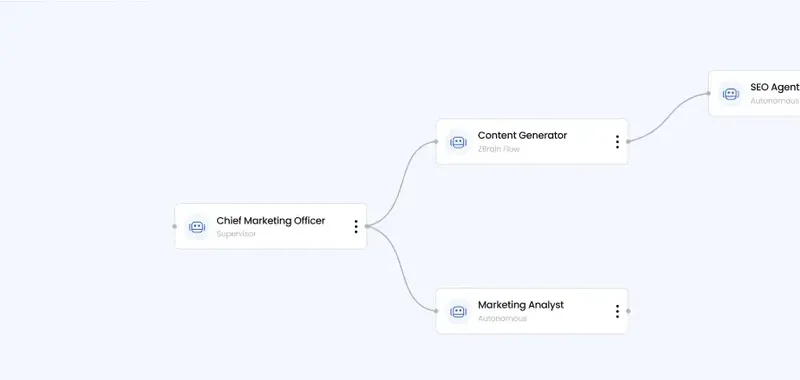 SEO Agent
Autonomous
Content Generator
ZBrain Flow
Chief Marketing Officer
Supervisor
Marketing Analyst
Autonomous